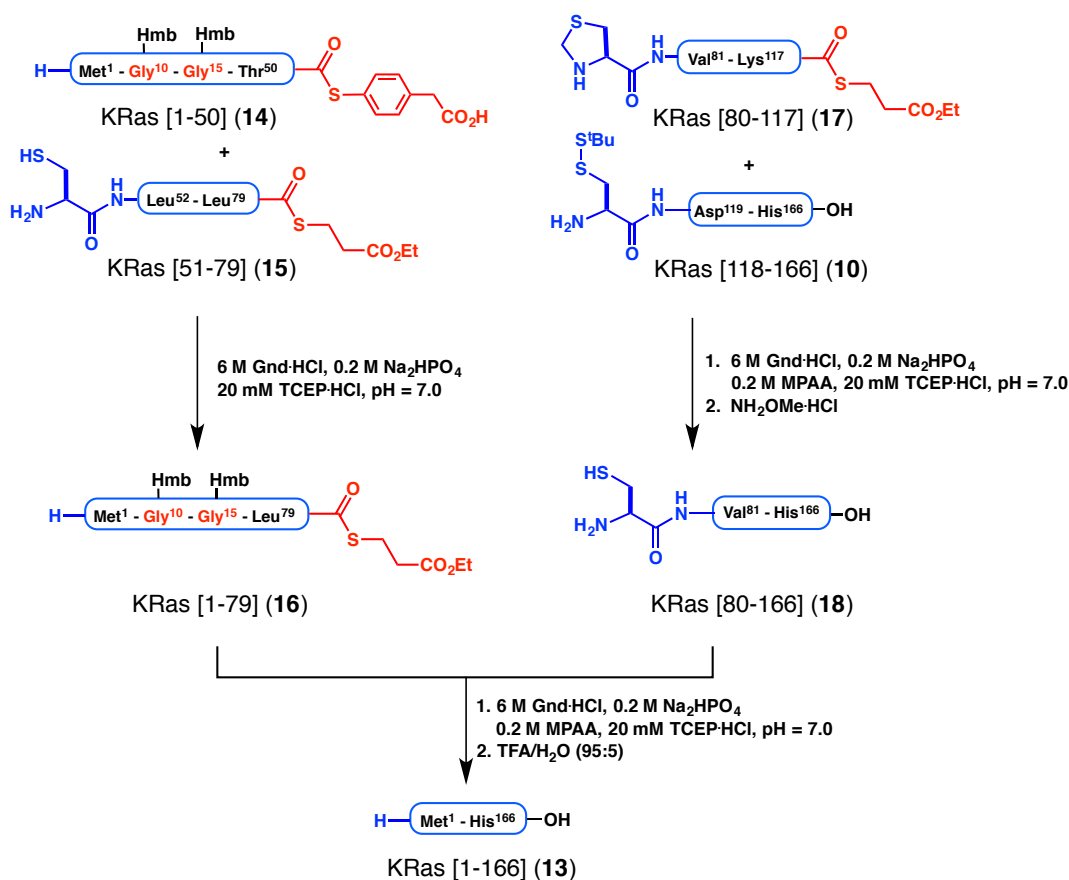 Hmb Hmb
H Met¹ - Gly¹⁰ - Gly¹⁵ - Thr⁵⁰ O
S
CO₂H
KRas [1-50] (14)
+
HS
H₂N O H N Leu⁵² - Leu⁷⁹ O
S
CO₂Et
KRas [51-79] (15)
6 M Gnd·HCl, 0.2 M Na₂HPO₄
20 mM TCEP·HCl, pH = 7.0
Hmb Hmb
H Met¹ - Gly¹⁰ - Gly¹⁵ - Leu⁷⁹ O
S
CO₂Et
KRas [1-79] (16)
S
N H O H N Val⁸¹ - Lys¹¹⁷ O
S
CO₂Et
KRas [80-117] (17)
+
SᵗBu
S
H₂N O H N Asp¹¹⁹ - His¹⁶⁶ OH
KRas [118-166] (10)
1. 6 M Gnd·HCl, 0.2 M Na₂HPO₄
0.2 M MPAA, 20 mM TCEP·HCl, pH = 7.0
2. NH₂OMe·HCl
HS
H₂N O H N Val⁸¹ - His¹⁶⁶ OH
KRas [80-166] (18)
1. 6 M Gnd·HCl, 0.2 M Na₂HPO₄
0.2 M MPAA, 20 mM TCEP·HCl, pH = 7.0
2. TFA/H₂O (95:5)
H Met¹ - His¹⁶⁶ OH
KRas [1-166] (13)